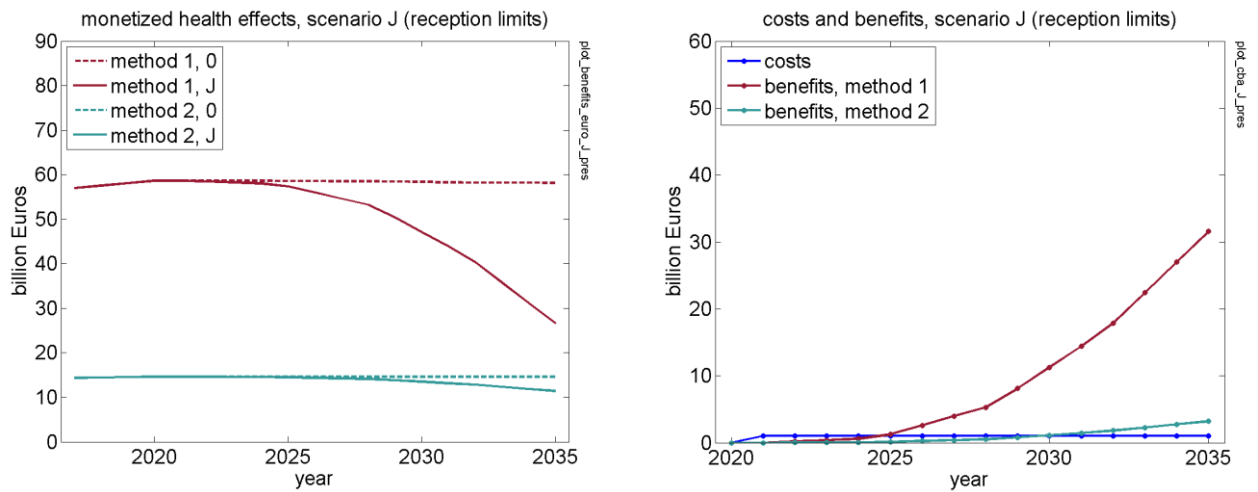 monetized health effects, scenario J (reception limits)
90
80
70
60
50
40
30
20
10
0
billion Euros
method 1, 0
method 1, J
method 2, 0
method 2, J
2020
2025
2030
2035
year
plot_benefits_euro_J_pres
costs and benefits, scenario J (reception limits)
60
50
40
30
20
10
0
billion Euros
costs
benefits, method 1
benefits, method 2
2020
2025
2030
2035
year
plot_cba_J_pres